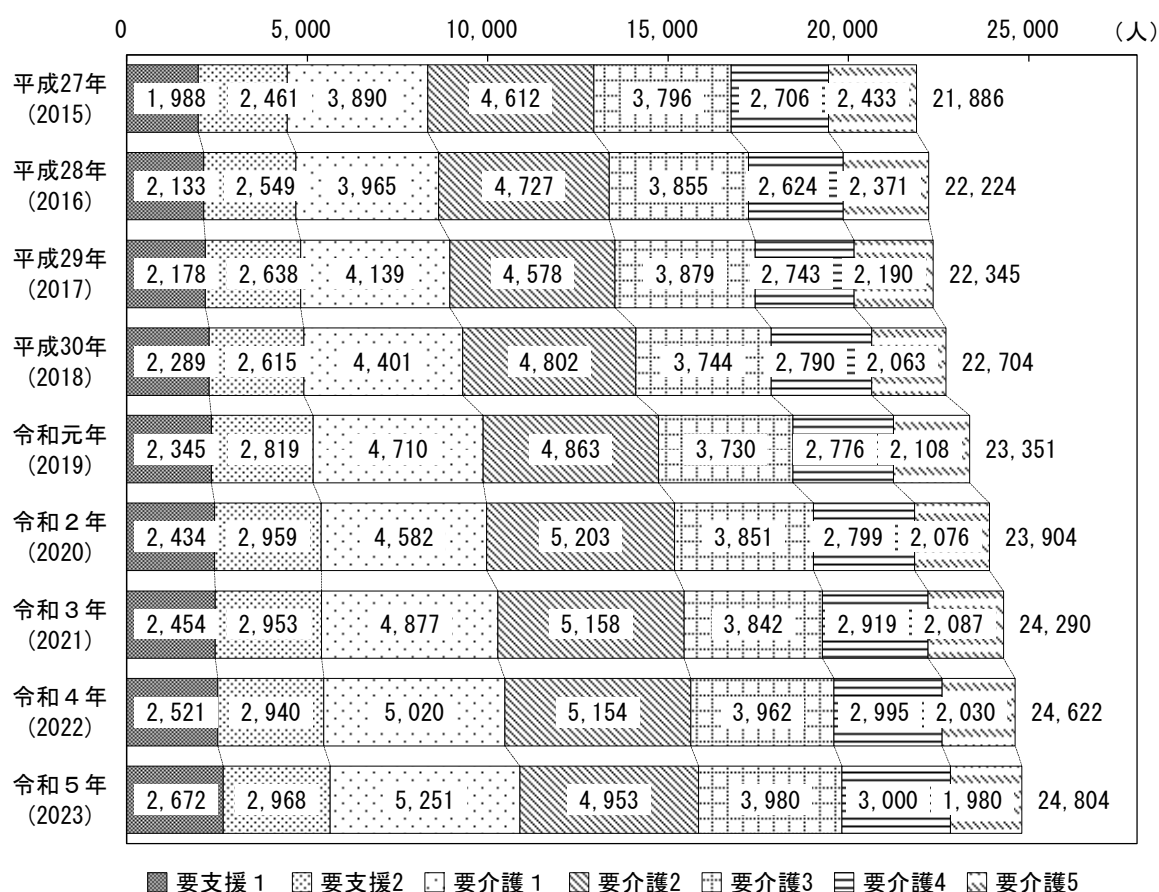 0 5,000 10,000 15,000 20,000 25,000 （人）
平成27年
(2015)
1,988 2,461 3,890 4,612 3,796 2,706 2,433 21,886
平成28年
(2016)
2,133 2,549 3,965 4,727 3,855 2,624 2,371 22,224
平成29年
(2017)
2,178 2,638 4,139 4,578 3,879 2,743 2,190 22,345
平成30年
(2018)
2,289 2,615 4,401 4,802 3,744 2,790 2,063 22,704
令和元年
(2019)
2,345 2,819 4,710 4,863 3,730 2,776 2,108 23,351
令和２年
(2020)
2,434 2,959 4,582 5,203 3,851 2,799 2,076 23,904
令和３年
(2021)
2,454 2,953 4,877 5,158 3,842 2,919 2,087 24,290
令和４年
(2022)
2,521 2,940 5,020 5,154 3,962 2,995 2,030 24,622
令和５年
(2023)
2,672 2,968 5,251 4,953 3,980 3,000 1,980 24,804
要支援１ 要支援2 要介護１ 要介護2 要介護3 要介護4 要介護5